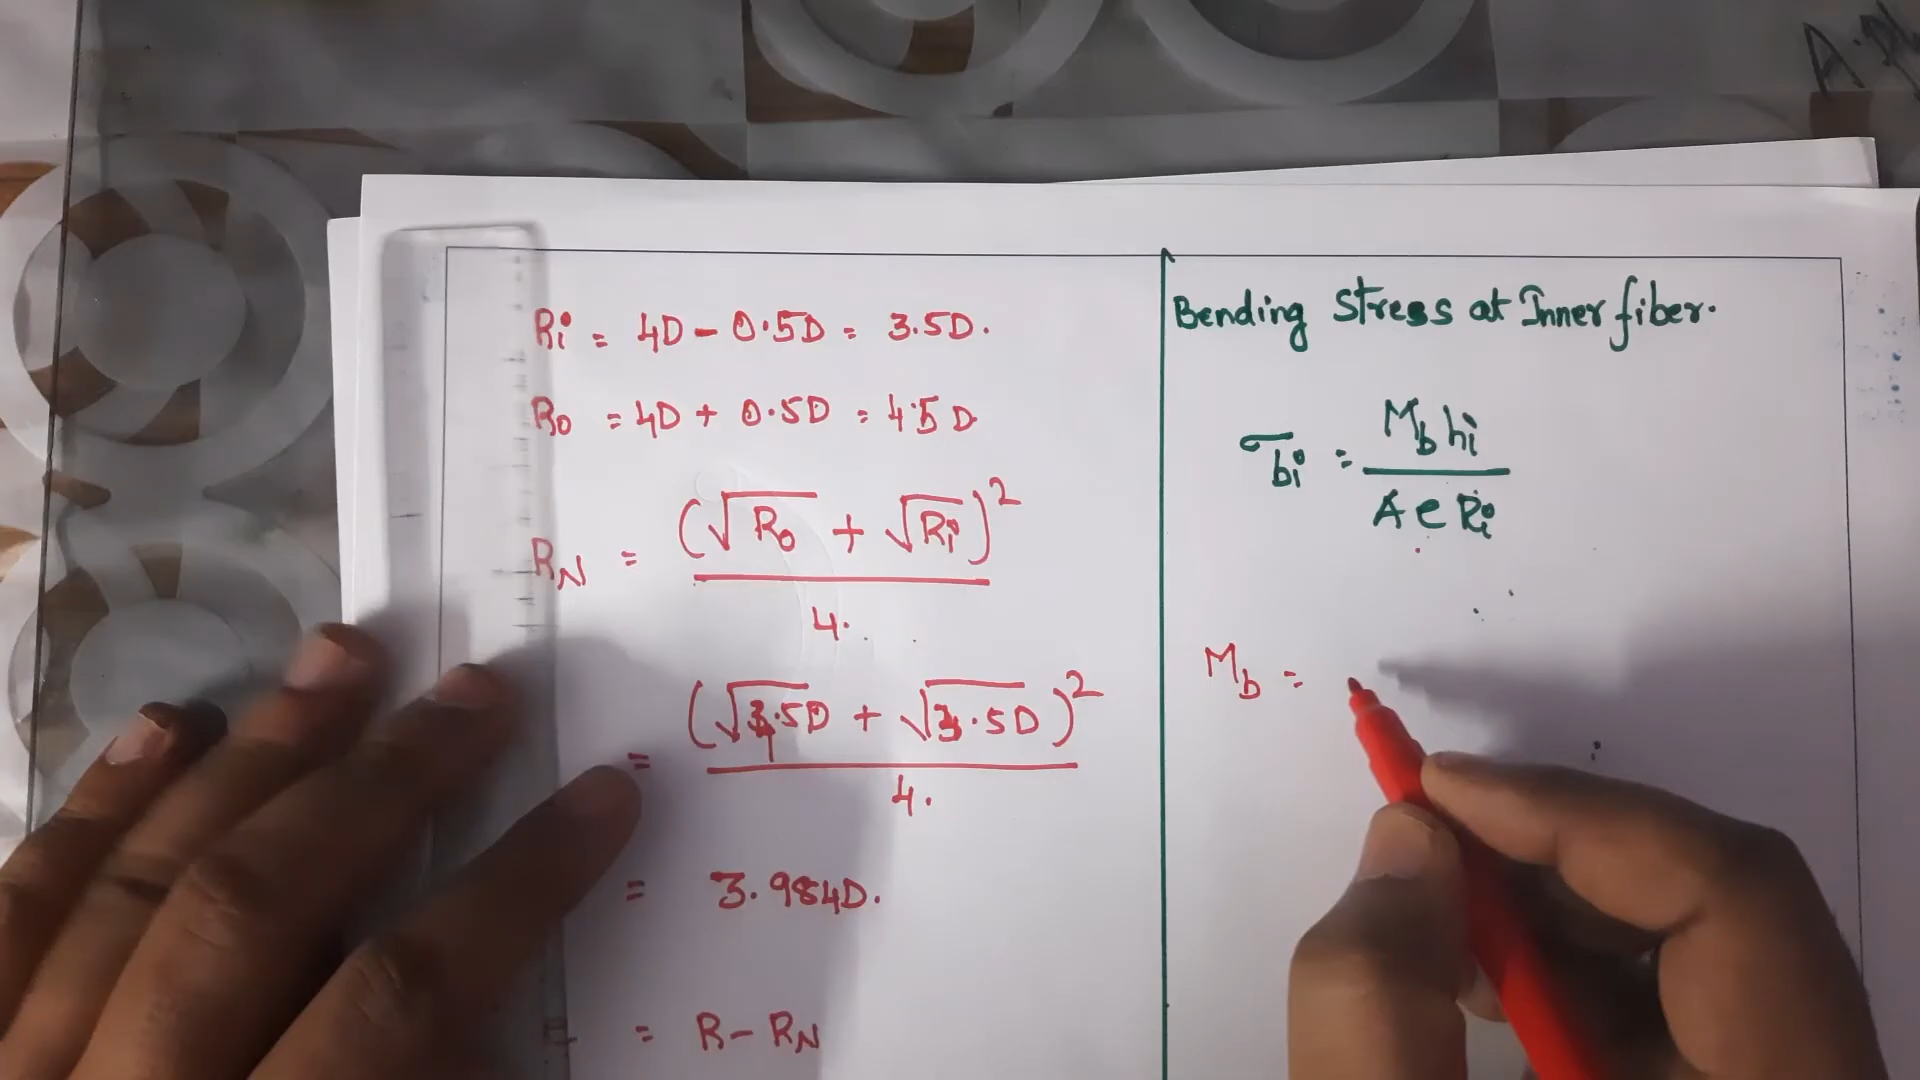 Ri = 4D - 0.5D = 3.5D.
Ro = 4D + 0.5D = 4.5D
RN = (√Ro + √Ri)² / 4.
= (√4.5D + √3.5D)² / 4.
= 3.984D.
e = R - RN
Bending Stress at Inner fiber.
σbi = Mb hi / A e Ri
Mb =